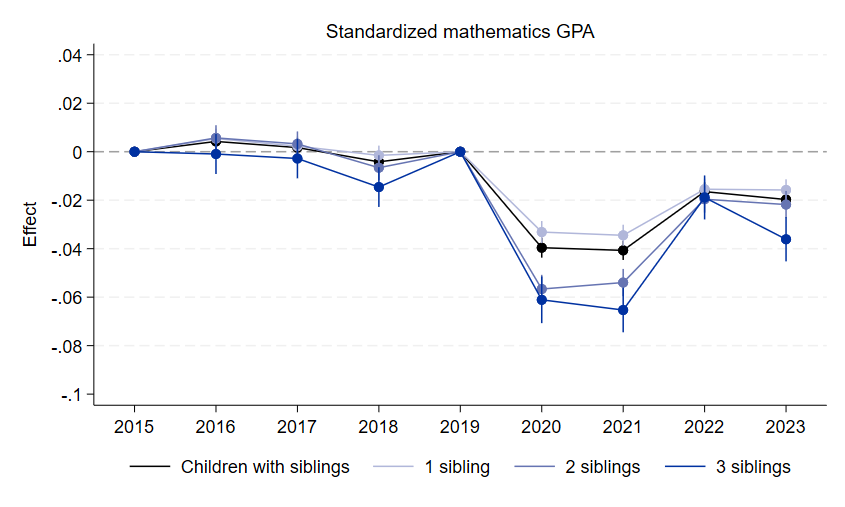 Standardized mathematics GPA
.04
.02
0
-.02
-.04
-.06
-.08
-.1
Effect
2015 2016 2017 2018 2019 2020 2021 2022 2023
Children with siblings 1 sibling 2 siblings 3 siblings